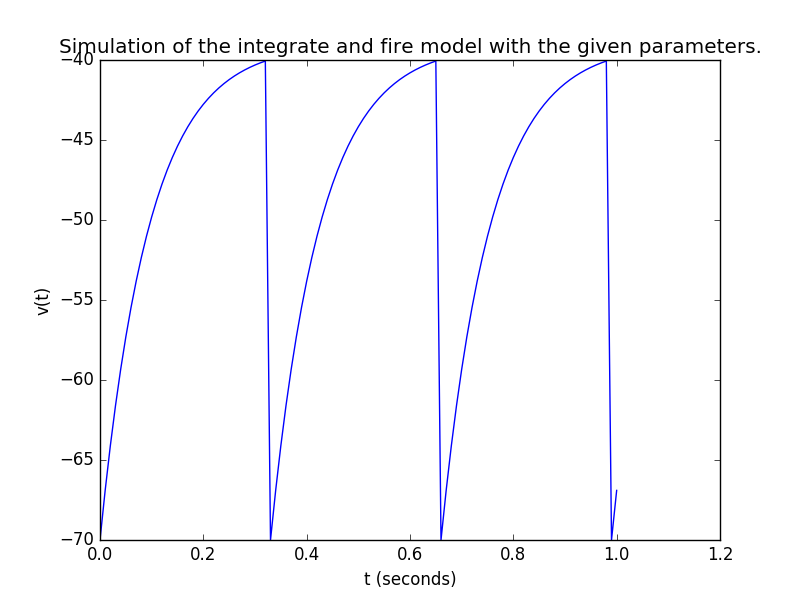 Simulation of the integrate and fire model with the given parameters.
−40
−45
−50
−55
−60
−65
−70
v(t)
0.0 0.2 0.4 0.6 0.8 1.0 1.2
t (seconds)